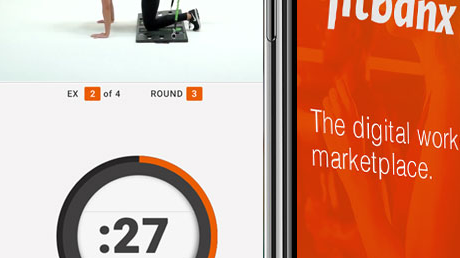 EX 2 of 4 ROUND 3
:27
fitbanx
The digital work
marketplace.